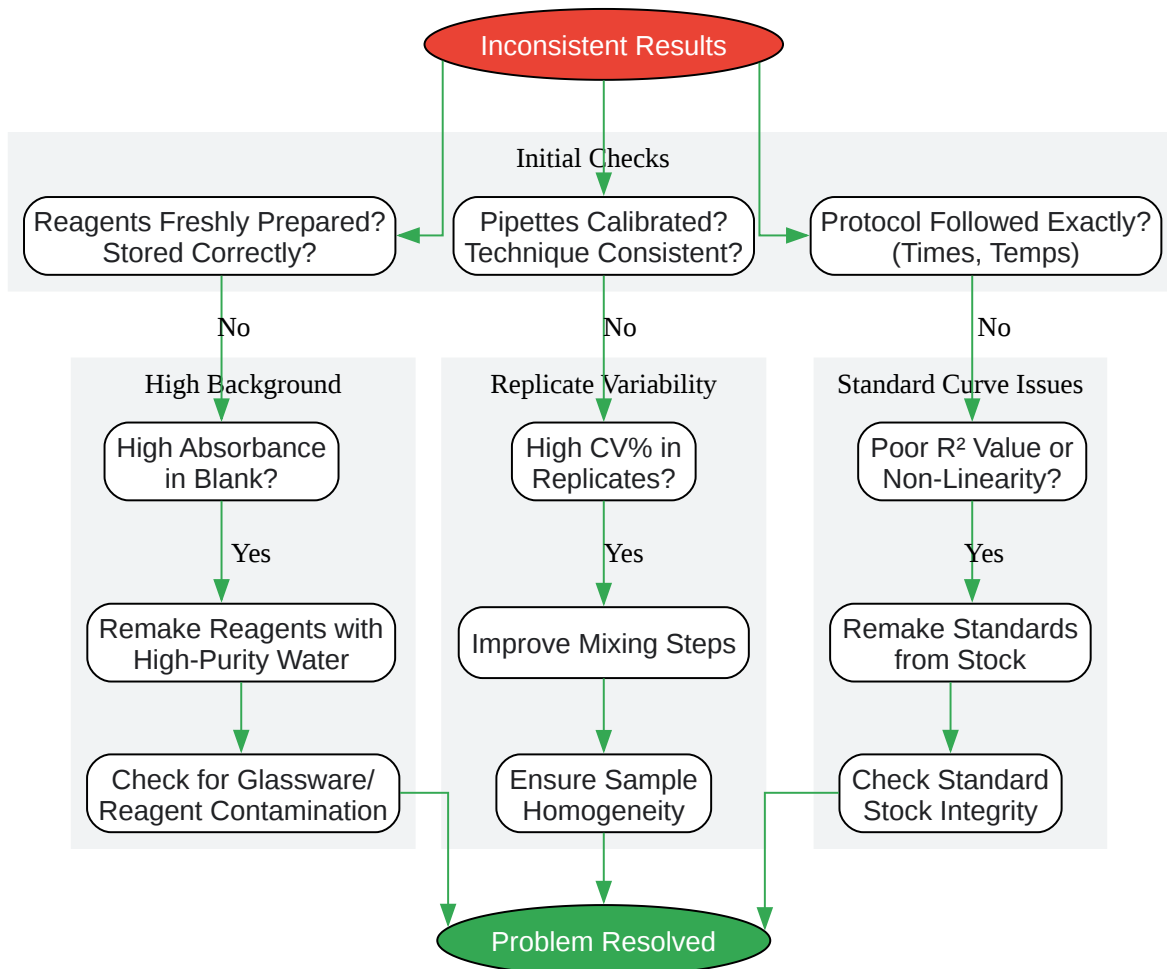 Inconsistent Results
Initial Checks
Reagents Freshly Prepared?
Stored Correctly?
Pipettes Calibrated?
Technique Consistent?
Protocol Followed Exactly?
(Times, Temps)
No
No
No
High Background
Replicate Variability
Standard Curve Issues
High Absorbance
in Blank?
High CV% in
Replicates?
Poor R² Value or
Non-Linearity?
Yes
Yes
Yes
Remake Reagents with
High-Purity Water
Improve Mixing Steps
Remake Standards
from Stock
Check for Glassware/
Reagent Contamination
Ensure Sample
Homogeneity
Check Standard
Stock Integrity
Problem Resolved